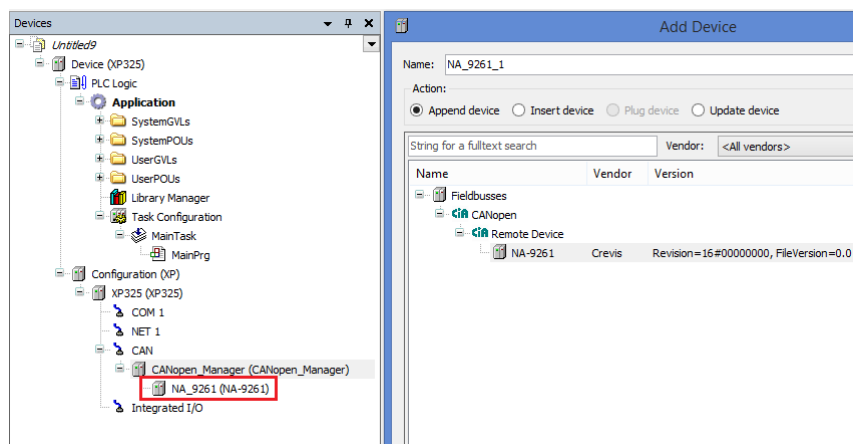 Devices
Untitled9
Device (XP325)
PLC Logic
Application
SystemGVLs
SystemPOUs
UserGVLs
UserPOUs
Library Manager
Task Configuration
MainTask
MainPrg
Configuration (XP)
XP325 (XP325)
COM 1
NET 1
CAN
CANopen_Manager (CANopen_Manager)
NA_9261 (NA-9261)
Integrated I/O
Add Device
Name: NA_9261_1
Action:
Append device Insert device Plug device Update device
String for a fulltext search Vendor: <All vendors>
Name Vendor Version
Fieldbusses
CiA CANopen
CiA Remote Device
NA-9261 Crevis Revision=16#00000000, FileVersion=0.0